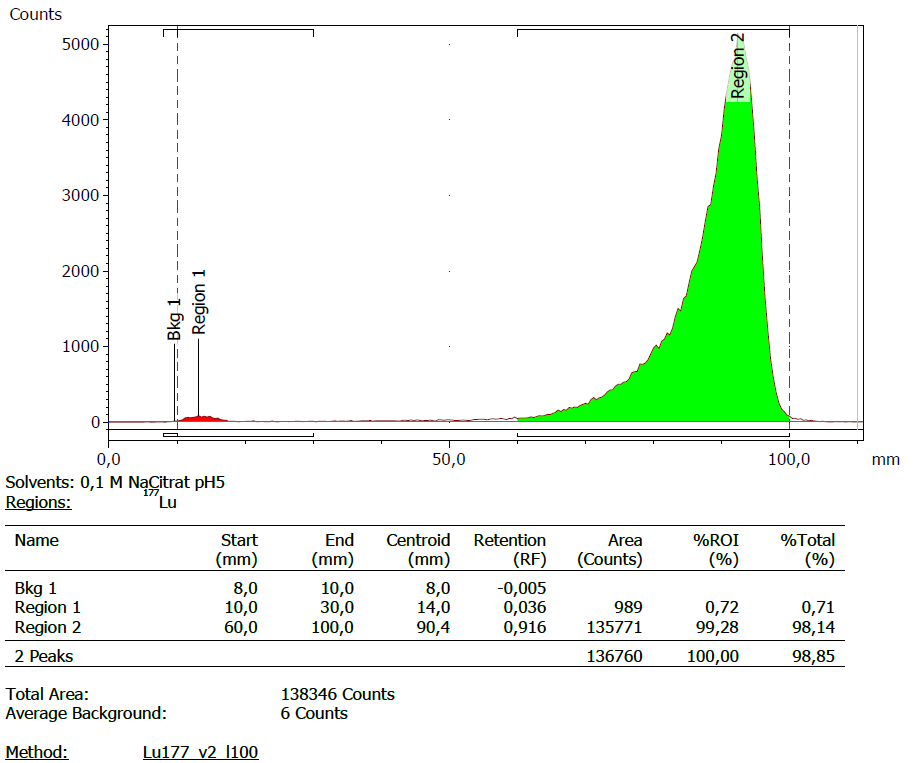 Counts
5000
4000
3000
2000
1000
0
Bkg 1
Region 1
Region 2
0,0 50,0 100,0 mm
Solvents: 0,1 M NaCitrat pH5
Regions: 177Lu
Name Start End Centroid Retention Area %ROI %Total
(mm) (mm) (mm) (RF) (Counts) (%) (%)
Bkg 1 8,0 10,0 8,0 -0,005
Region 1 10,0 30,0 14,0 0,036 989 0,72 0,71
Region 2 60,0 100,0 90,4 0,916 135771 99,28 98,14
2 Peaks 136760 100,00 98,85
Total Area: 138346 Counts
Average Background: 6 Counts
Method: Lu177_v2_l100